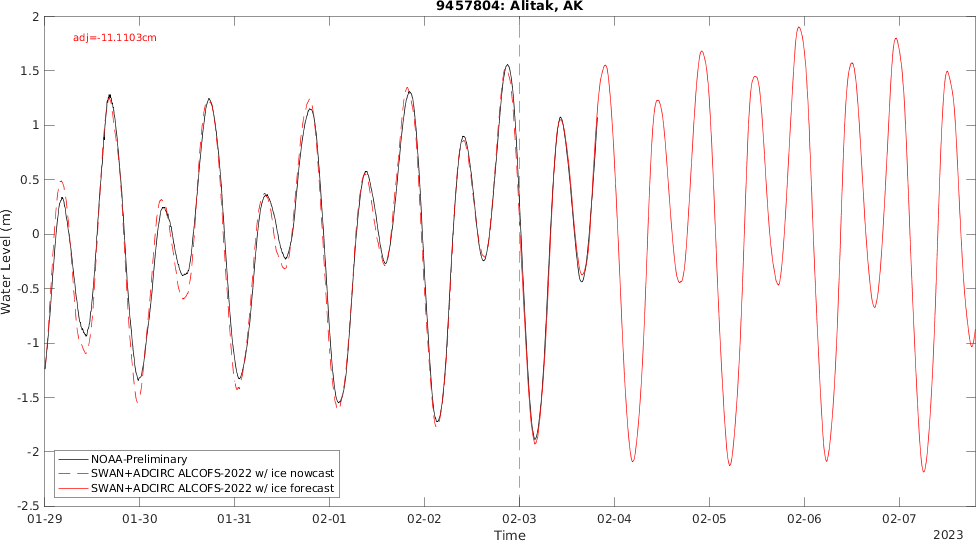 9457804: Alitak, AK
adj=-11.1103cm
2
1.5
1
0.5
0
-0.5
-1
-1.5
-2
-2.5
Water Level (m)
NOAA-Preliminary
SWAN+ADCIRC ALCOFS-2022 w/ ice nowcast
SWAN+ADCIRC ALCOFS-2022 w/ ice forecast
01-29 01-30 01-31 02-01 02-02 02-03 02-04 02-05 02-06 02-07
Time
2023